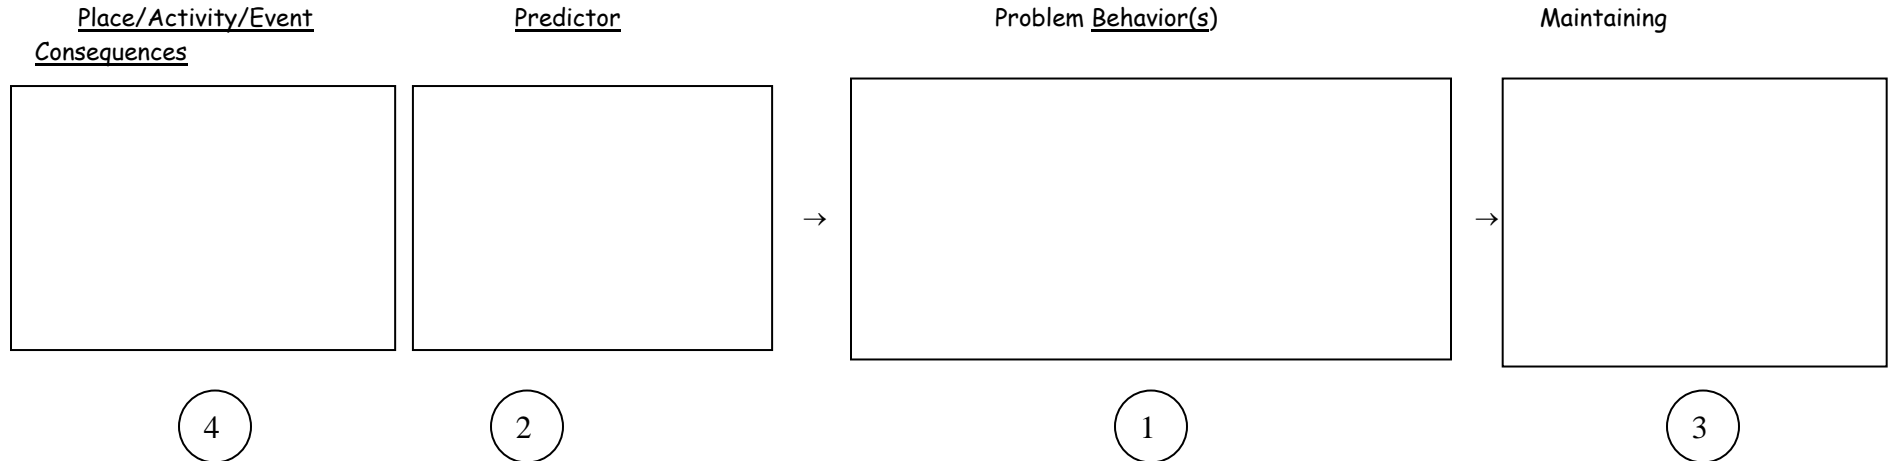 Place/Activity/Event Predictor Problem Behavior(s) Maintaining
Consequences
→ →
4 2 1 3